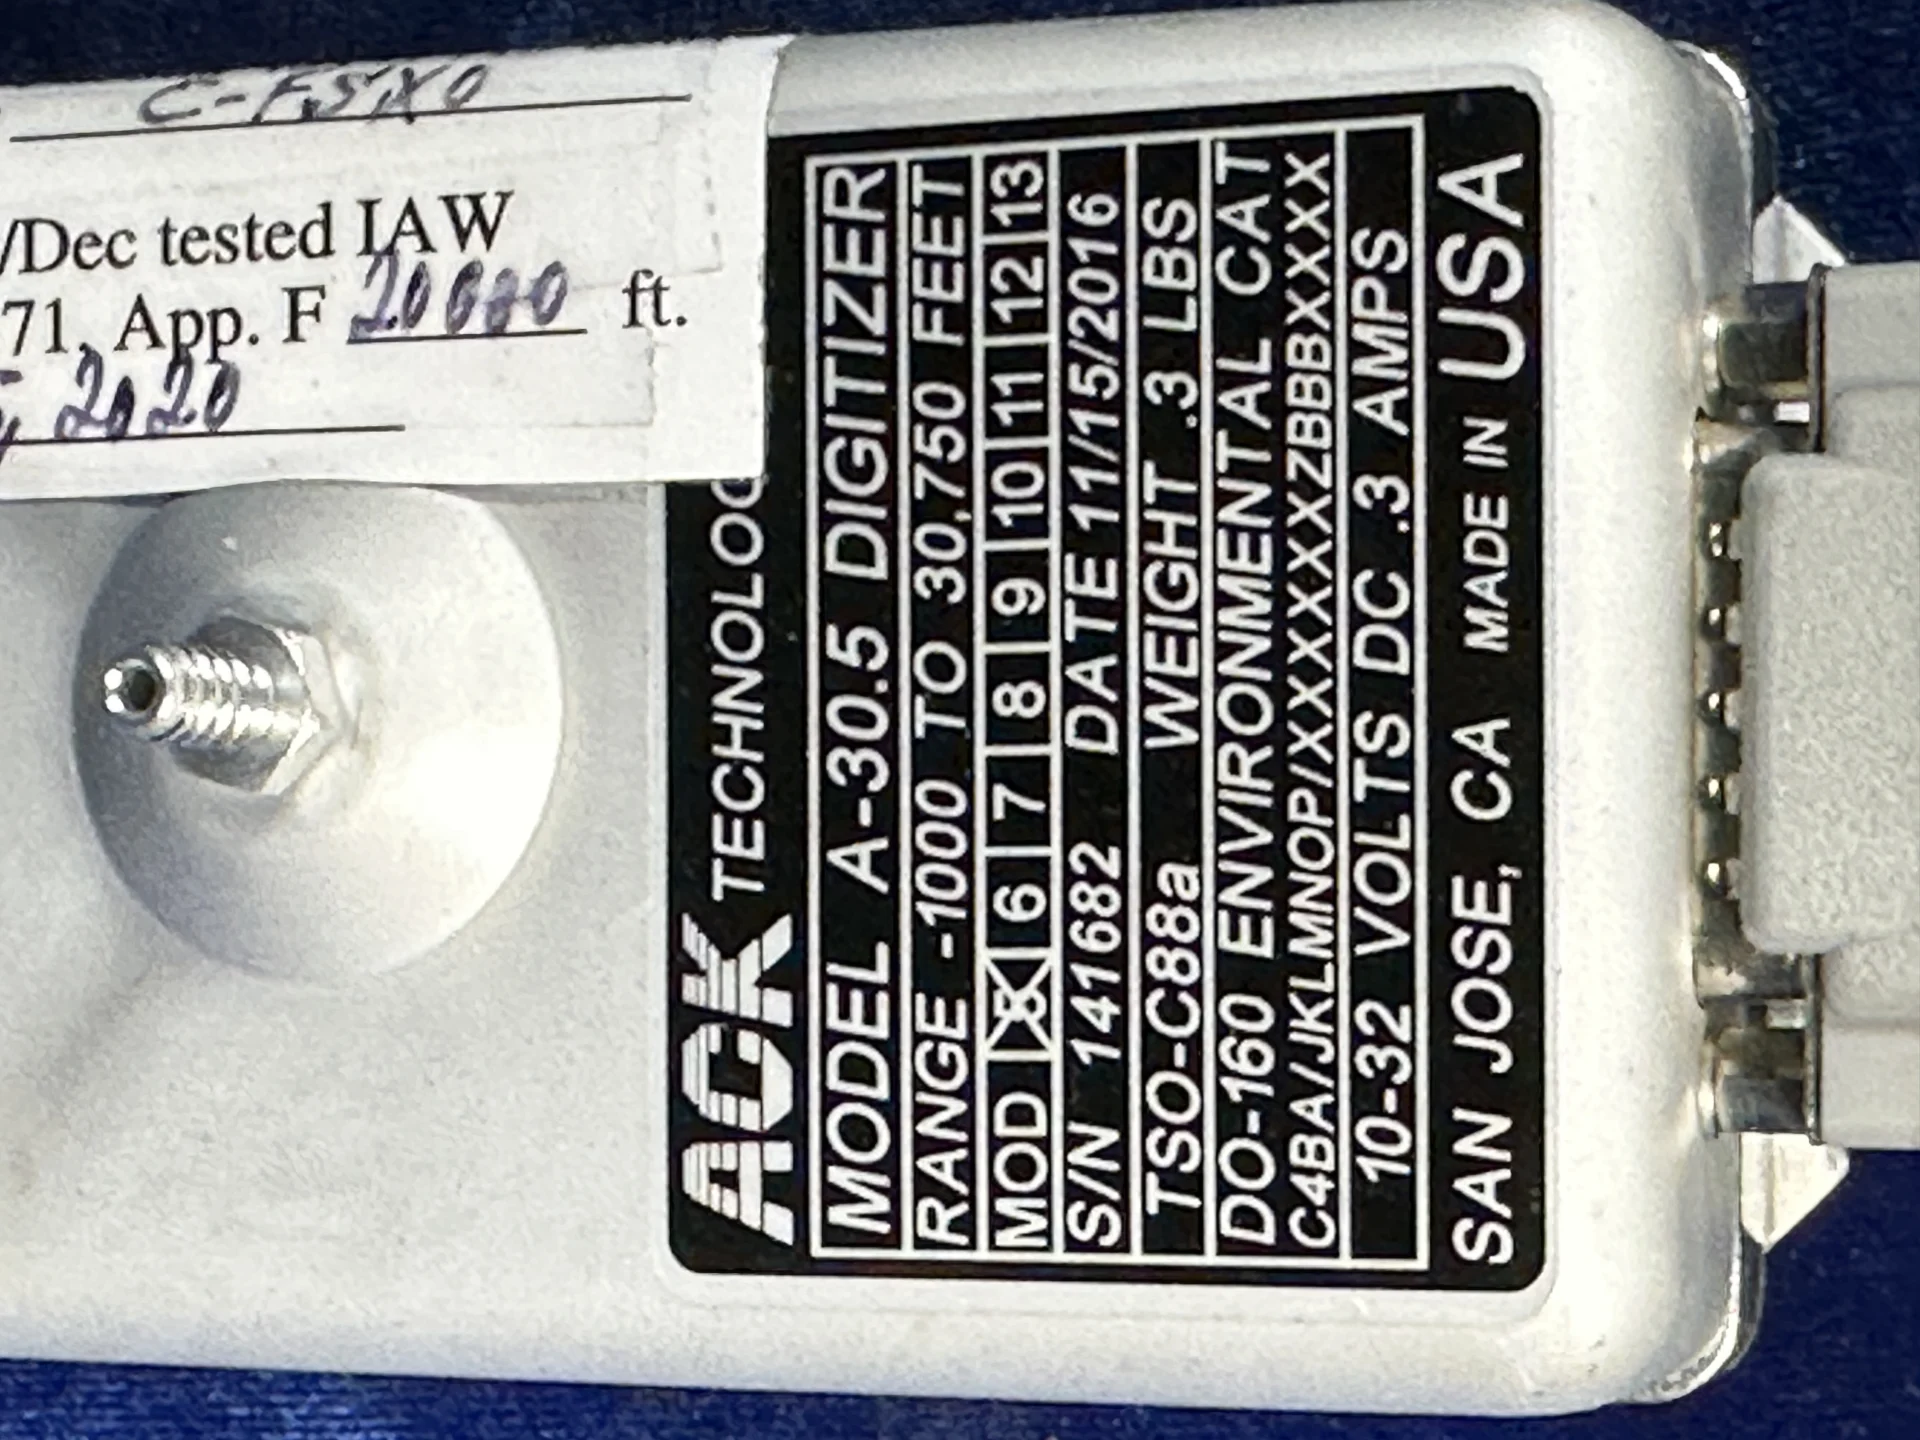 C-FSXO
/Dec tested IAW
71, App. F 20000 ft.
, 2020
ACK TECHNOLOG
MODEL A-30.5 DIGITIZER
RANGE -1000 TO 30,750 FEET
MOD 5 6 7 8 9 10 11 12 13
S/N 141682 DATE 11/15/2016
TSO-C88a WEIGHT .3 LBS
DO-160 ENVIRONMENTAL CAT
C4BA/JKLMNOP/XXXXXXZBBBXXXX
10-32 VOLTS DC .3 AMPS
SAN JOSE, CA MADE IN USA